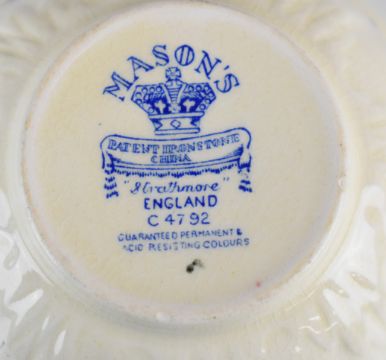 MASON'S
PATENT IRONSTONE
CHINA
"Strathmore"
ENGLAND
C 4792
GUARANTEED PERMANENT &
ACID RESISTING COLOURS